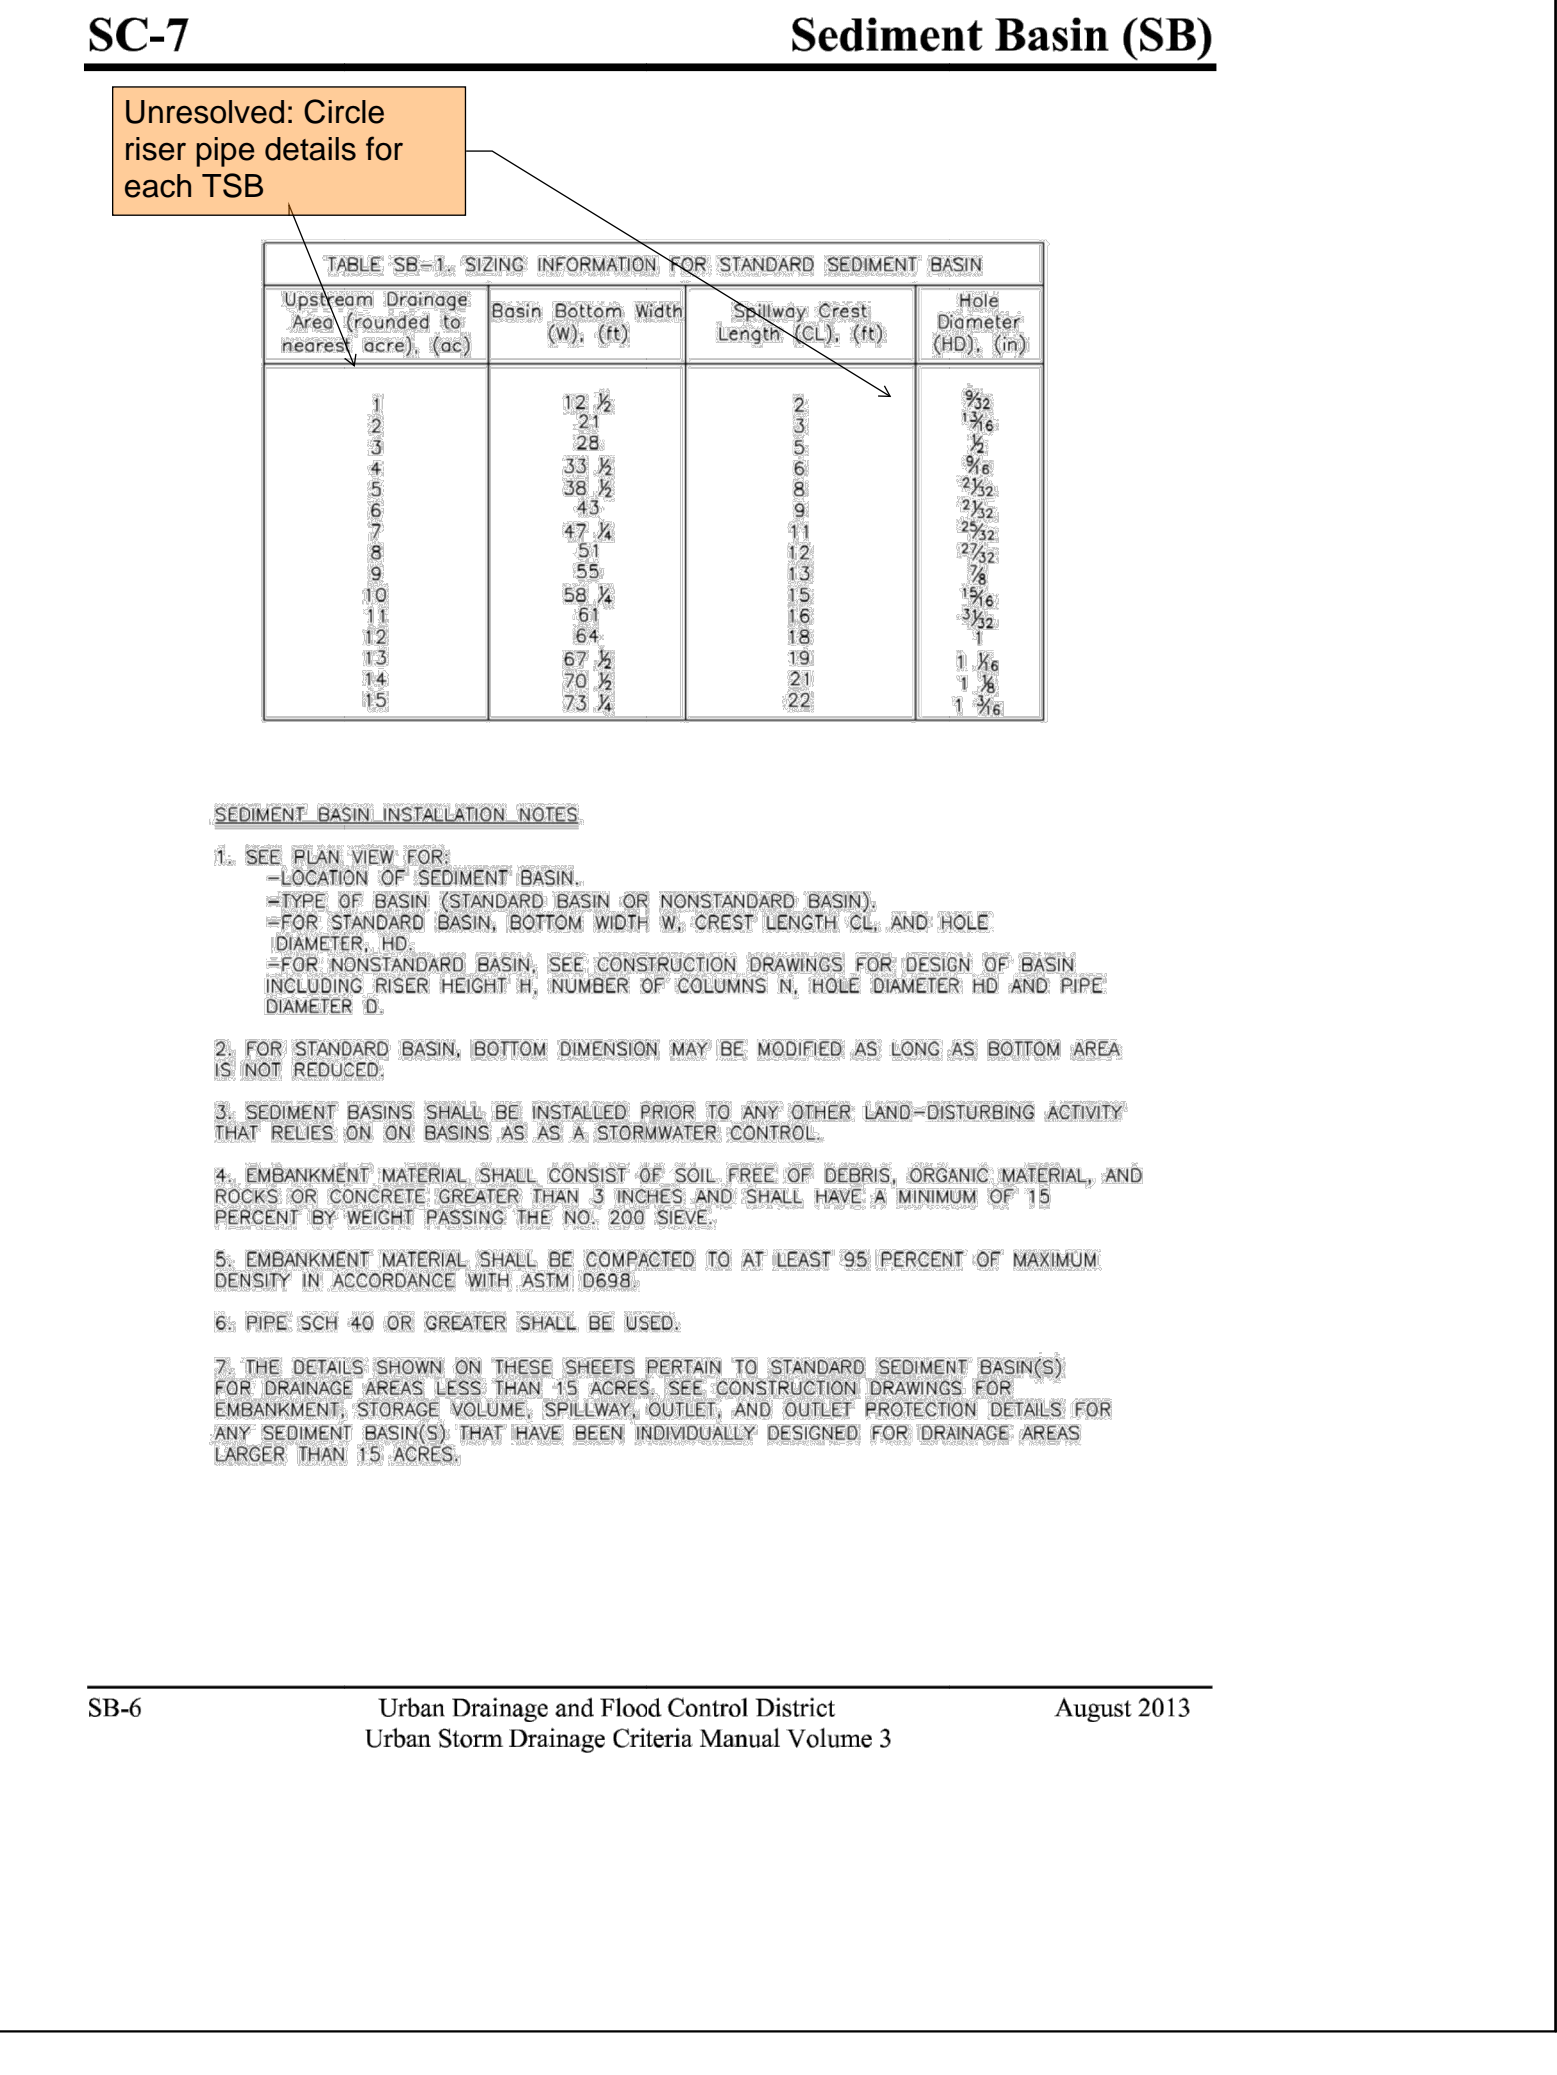 SC-7 Sediment Basin (SB)
Unresolved: Circle
riser pipe details for
each TSB
TABLE SB-1. SIZING INFORMATION FOR STANDARD SEDIMENT BASIN
Upstream Drainage
Area (rounded to
nearest acre), (ac)
Basin Bottom Width
(W), (ft)
Spillway Crest
Length (CL), (ft)
Hole
Diameter
(HD), (in)
1 12 ½ 2 9/32
2 21 3 13/16
3 28 5 ½
4 33 ½ 6 9/16
5 38 ½ 8 21/32
6 43 9 21/32
7 47 ¼ 11 25/32
8 51 12 27/32
9 55 13 7/8
10 58 ¼ 15 15/16
11 61 16 31/32
12 64 18 1
13 67 ½ 19 1 1/16
14 70 ½ 21 1 1/8
15 73 ¼ 22 1 3/16
SEDIMENT BASIN INSTALLATION NOTES
1. SEE PLAN VIEW FOR:
-LOCATION OF SEDIMENT BASIN.
-TYPE OF BASIN (STANDARD BASIN OR NONSTANDARD BASIN).
-FOR STANDARD BASIN, BOTTOM WIDTH W, CREST LENGTH CL, AND HOLE
DIAMETER, HD.
-FOR NONSTANDARD BASIN, SEE CONSTRUCTION DRAWINGS FOR DESIGN OF BASIN
INCLUDING RISER HEIGHT H, NUMBER OF COLUMNS N, HOLE DIAMETER HD AND PIPE
DIAMETER D.
2. FOR STANDARD BASIN, BOTTOM DIMENSION MAY BE MODIFIED AS LONG AS BOTTOM AREA
IS NOT REDUCED.
3. SEDIMENT BASINS SHALL BE INSTALLED PRIOR TO ANY OTHER LAND-DISTURBING ACTIVITY
THAT RELIES ON ON BASINS AS AS A STORMWATER CONTROL.
4. EMBANKMENT MATERIAL SHALL CONSIST OF SOIL FREE OF DEBRIS, ORGANIC MATERIAL, AND
ROCKS OR CONCRETE GREATER THAN 3 INCHES AND SHALL HAVE A MINIMUM OF 15
PERCENT BY WEIGHT PASSING THE NO. 200 SIEVE.
5. EMBANKMENT MATERIAL SHALL BE COMPACTED TO AT LEAST 95 PERCENT OF MAXIMUM
DENSITY IN ACCORDANCE WITH ASTM D698.
6. PIPE SCH 40 OR GREATER SHALL BE USED.
7. THE DETAILS SHOWN ON THESE SHEETS PERTAIN TO STANDARD SEDIMENT BASIN(S)
FOR DRAINAGE AREAS LESS THAN 15 ACRES. SEE CONSTRUCTION DRAWINGS FOR
EMBANKMENT, STORAGE VOLUME, SPILLWAY, OUTLET, AND OUTLET PROTECTION DETAILS FOR
ANY SEDIMENT BASIN(S) THAT HAVE BEEN INDIVIDUALLY DESIGNED FOR DRAINAGE AREAS
LARGER THAN 15 ACRES.
SB-6 Urban Drainage and Flood Control District August 2013
Urban Storm Drainage Criteria Manual Volume 3